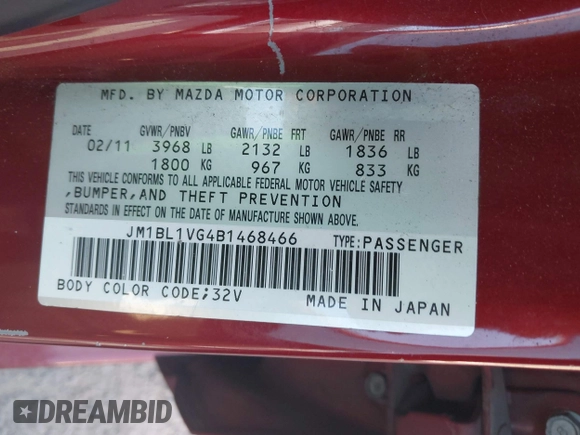 MFD. BY MAZDA MOTOR CORPORATION
DATE GVWR/PNBV GAWR/PNBE FRT GAWR/PNBE RR
02/11 3968 LB 2132 LB 1836 LB
1800 KG 967 KG 833 KG
THIS VEHICLE CONFORMS TO ALL APPLICABLE FEDERAL MOTOR VEHICLE SAFETY
,BUMPER,AND THEFT PREVENTION
STANDARDS IN EFFECT ON THE DATE OF MANUFACTURE SHOWN ABOVE.
JM1BL1VG4B1468466 TYPE:PASSENGER
BODY COLOR CODE;32V MADE IN JAPAN
DREAMBID